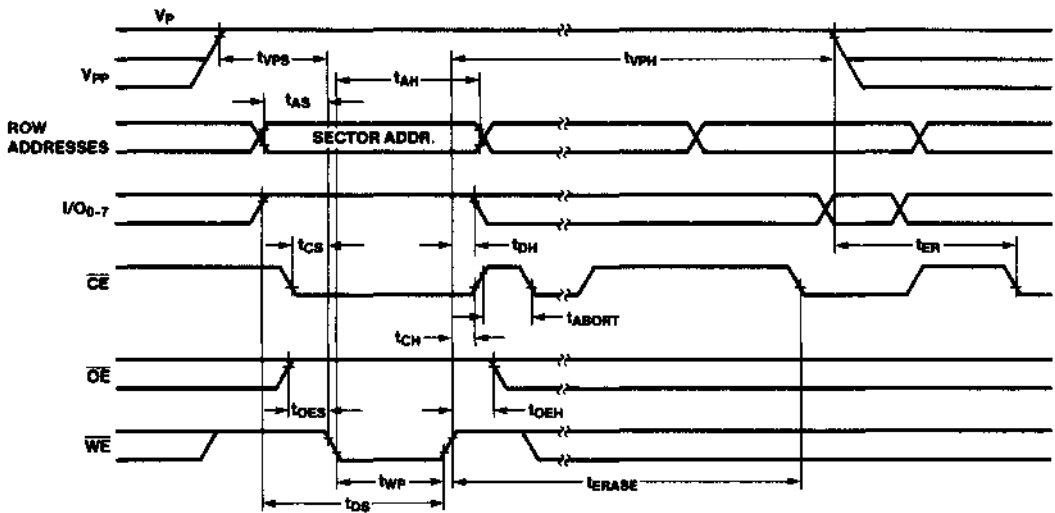 VP
tVPS
tVPH
VPP
tAH
tAS
ROW
ADDRESSES
SECTOR ADDR.
I/O0-7
tCS
tDH
tER
CE
tABORT
tCH
OE
tOES
tOEH
WE
tWP
tERASE
tDS